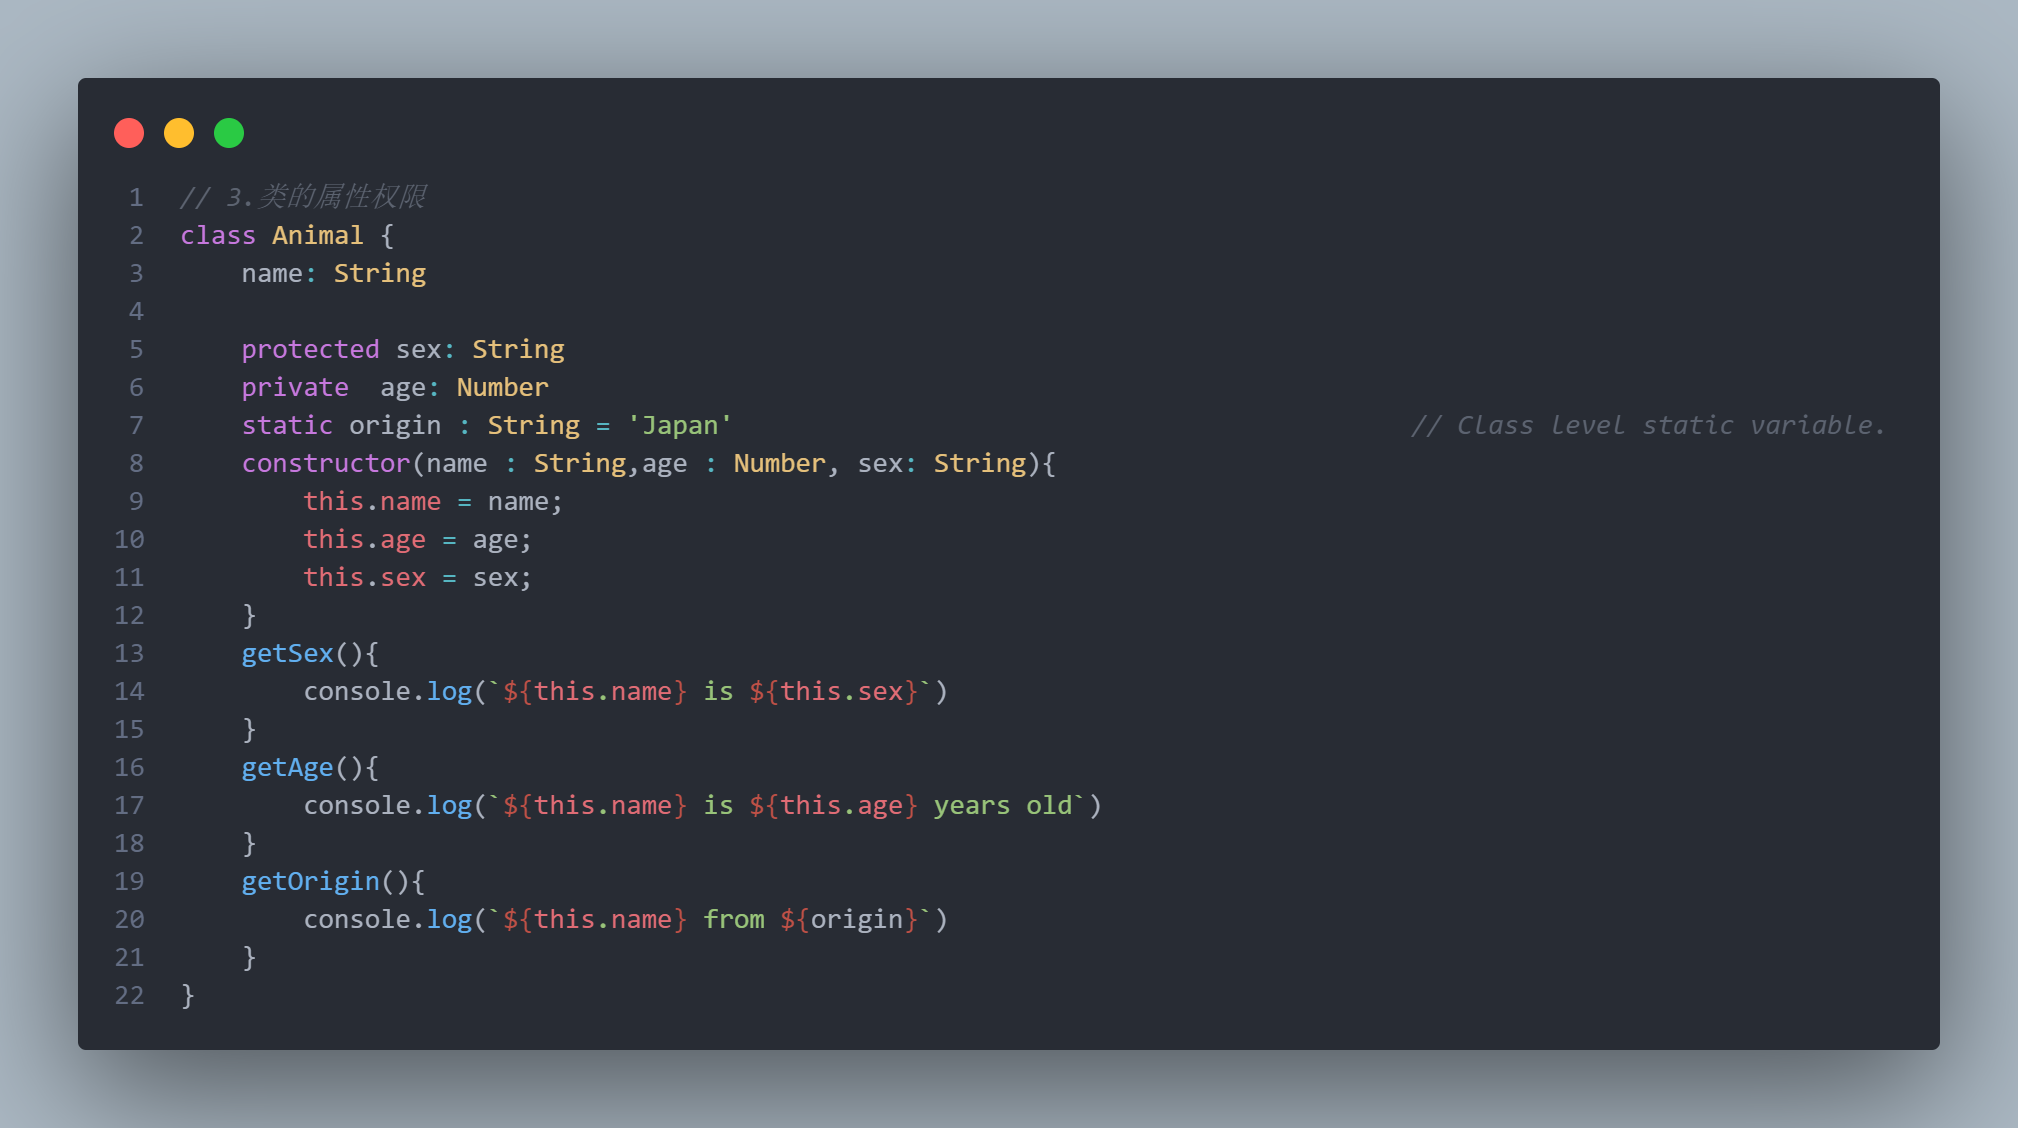 1 // 3.类的属性权限
2 class Animal {
3     name: String
4
5     protected sex: String
6     private  age: Number
7     static origin : String = 'Japan'                                            // Class level static variable.
8     constructor(name : String,age : Number, sex: String){
9         this.name = name;
10         this.age = age;
11         this.sex = sex;
12     }
13     getSex(){
14         console.log(`${this.name} is ${this.sex}`)
15     }
16     getAge(){
17         console.log(`${this.name} is ${this.age} years old`)
18     }
19     getOrigin(){
20         console.log(`${this.name} from ${origin}`)
21     }
22 }